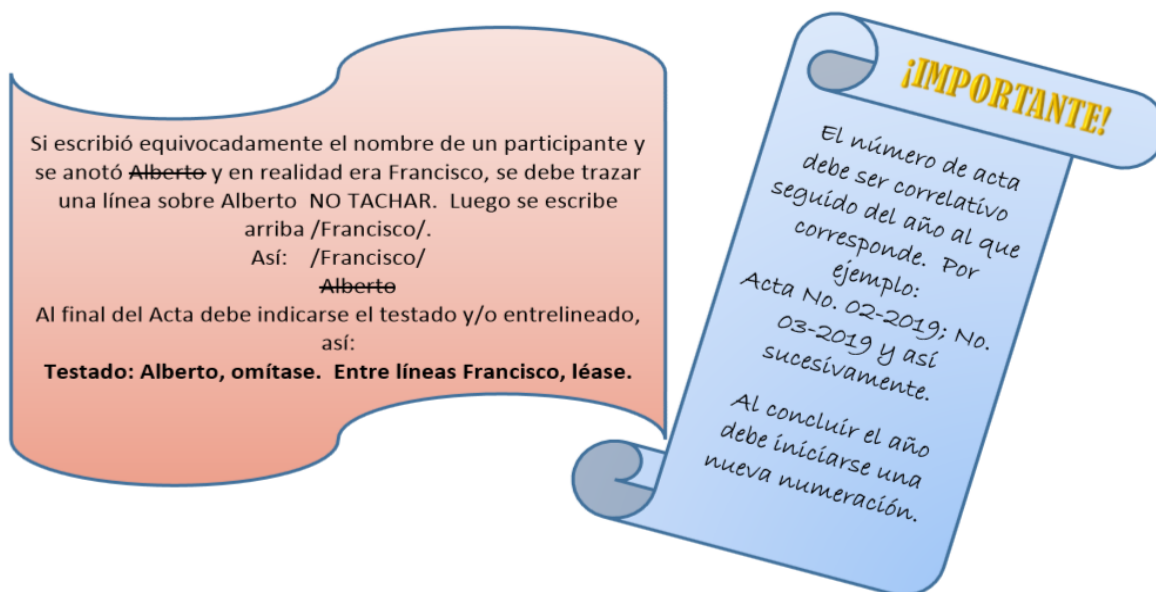 Si escribió equivocadamente el nombre de un participante y
se anotó Alberto y en realidad era Francisco, se debe trazar
una línea sobre Alberto  NO TACHAR.  Luego se escribe
arriba /Francisco/.
Así:    /Francisco/
Alberto
Al final del Acta debe indicarse el testado y/o entrelineado,
así:
Testado: Alberto, omítase.  Entre líneas Francisco, léase.
¡IMPORTANTE!
El número de acta
debe ser correlativo
seguido del año al que
corresponde.  Por
ejemplo:
Acta No. 02-2019; No.
03-2019 y así
sucesivamente.
Al concluir el año
debe iniciarse una
nueva numeración.